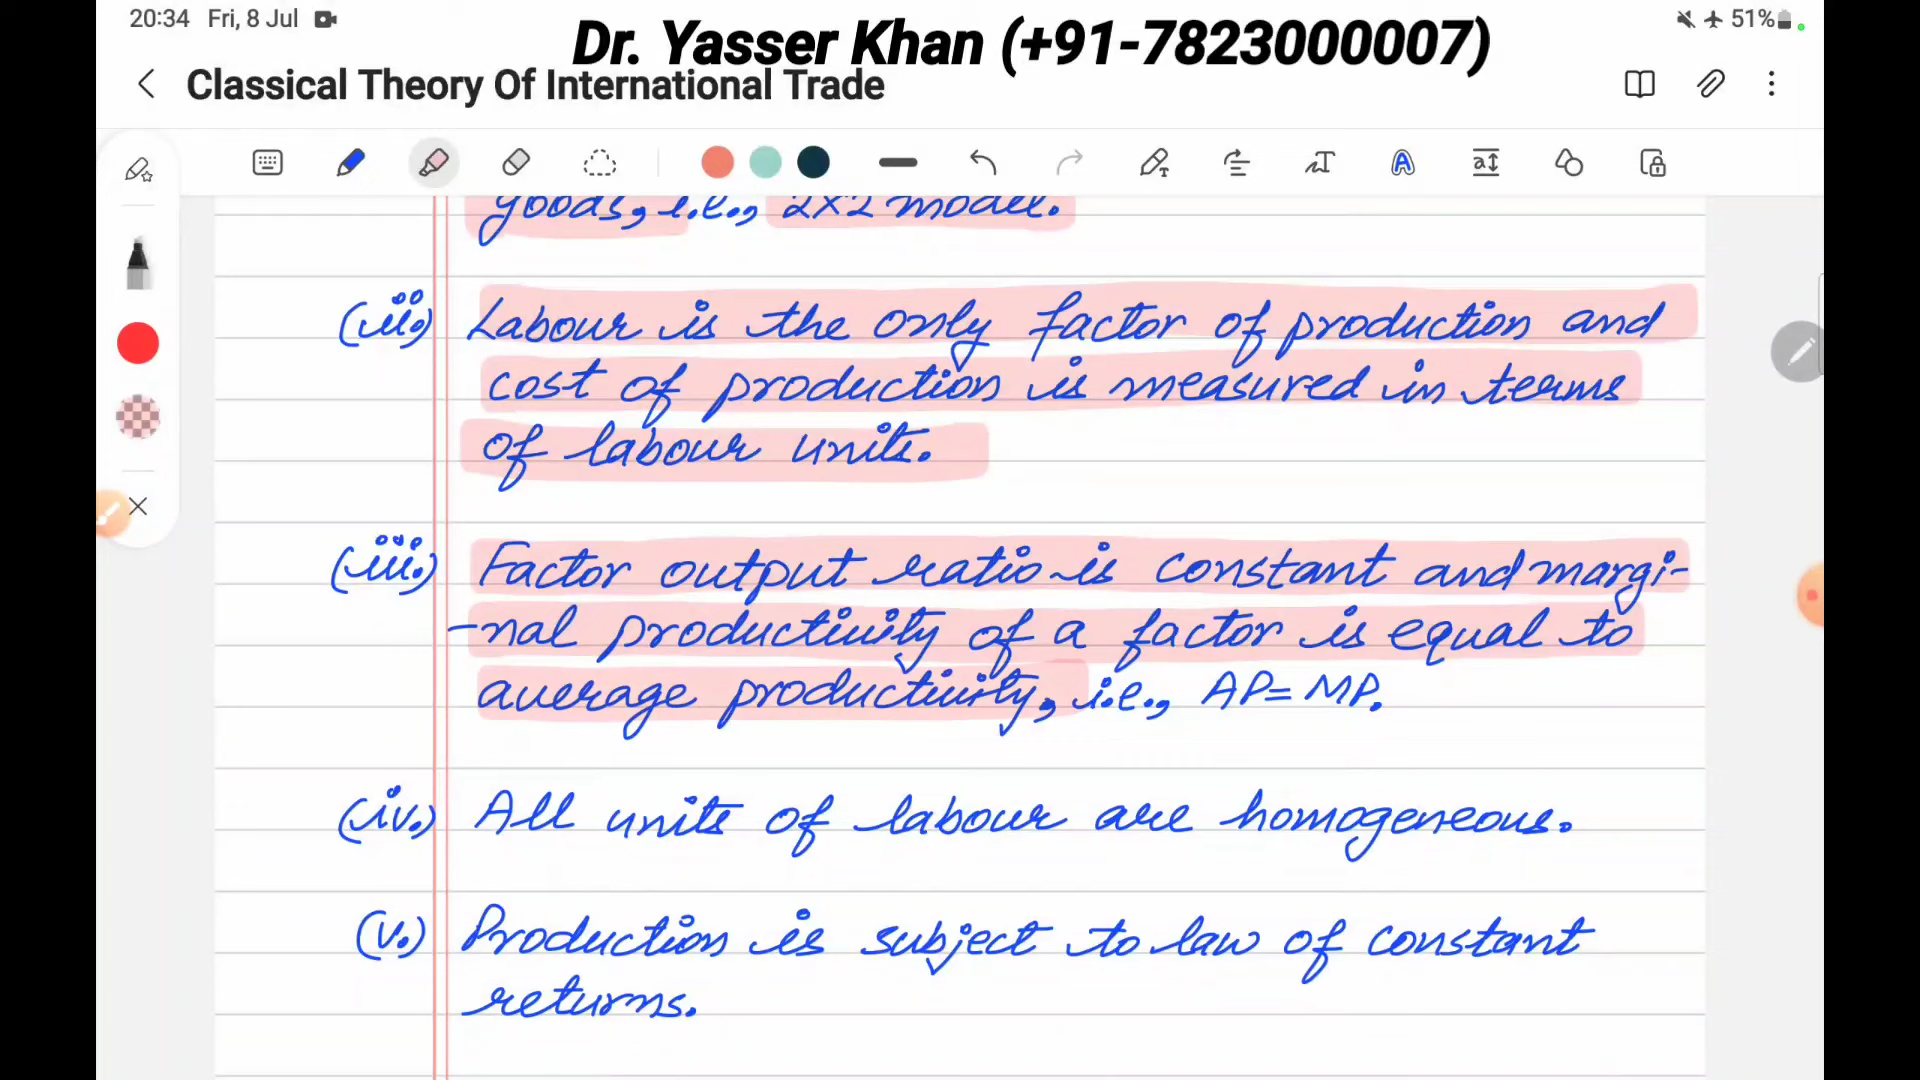 20:34 Fri, 8 Jul
51%
Dr. Yasser Khan (+91-7823000007)
Classical Theory Of International Trade
goods, i.e., 2x2 model.
(ii.) Labour is the only factor of production and
cost of production is measured in terms
of labour units.
(iii.) Factor output ratio is constant and margi-
-nal productivity of a factor is equal to
average productivity, i.e., AP = MP.
(iv.) All units of labour are homogeneous.
(v.) Production is subject to law of constant
returns.